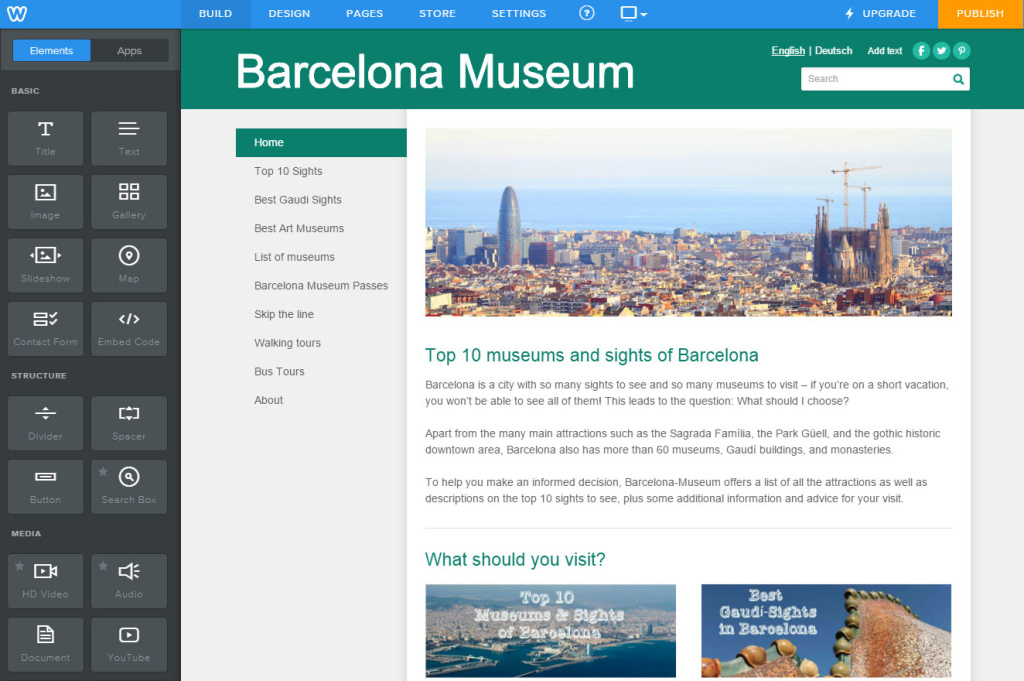 BUILD DESIGN PAGES STORE SETTINGS ? UPGRADE PUBLISH
Elements Apps
BASIC
Title Text
Image Gallery
Slideshow Map
Contact Form Embed Code
STRUCTURE
Divider Spacer
Button Search Box
MEDIA
HD Video Audio
Document YouTube
Barcelona Museum
English | Deutsch Add text
Search
Home
Top 10 Sights
Best Gaudi Sights
Best Art Museums
List of museums
Barcelona Museum Passes
Skip the line
Walking tours
Bus Tours
About
Top 10 museums and sights of Barcelona
Barcelona is a city with so many sights to see and so many museums to visit – if you're on a short vacation,
you won't be able to see all of them! This leads to the question: What should I choose?
Apart from the many main attractions such as the Sagrada Família, the Park Güell, and the gothic historic
downtown area, Barcelona also has more than 60 museums, Gaudí buildings, and monasteries.
To help you make an informed decision, Barcelona-Museum offers a list of all the attractions as well as
descriptions on the top 10 sights to see, plus some additional information and advice for your visit.
What should you visit?
Top 10
Museums & Sights
of Barcelona
Best
Gaudí-Sights
in Barcelona